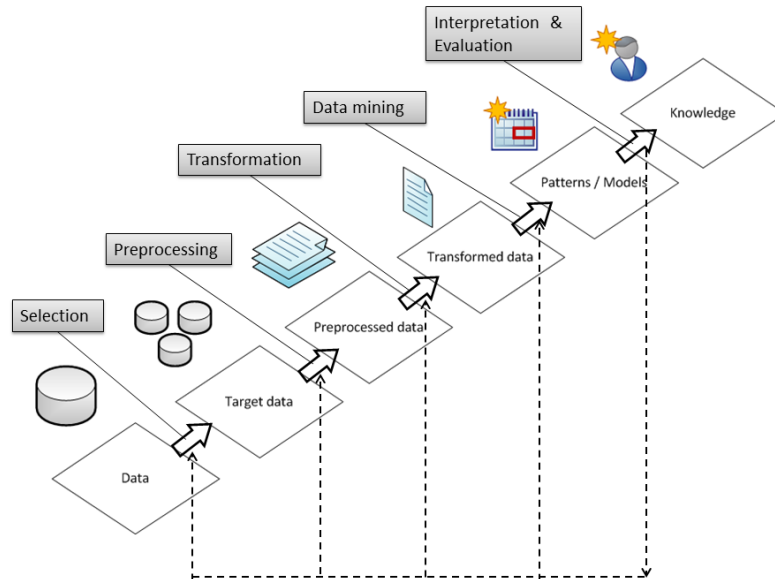 Interpretation &
Evaluation
Knowledge
Data mining
Patterns / Models
Transformation
Transformed data
Preprocessing
Preprocessed data
Selection
Target data
Data